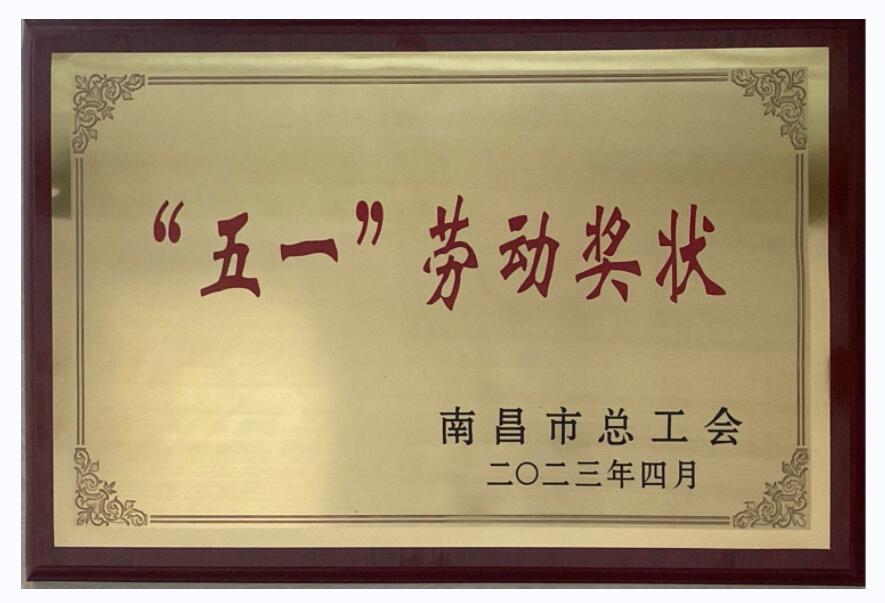 “五一”劳动奖状
南昌市总工会
二〇二三年四月